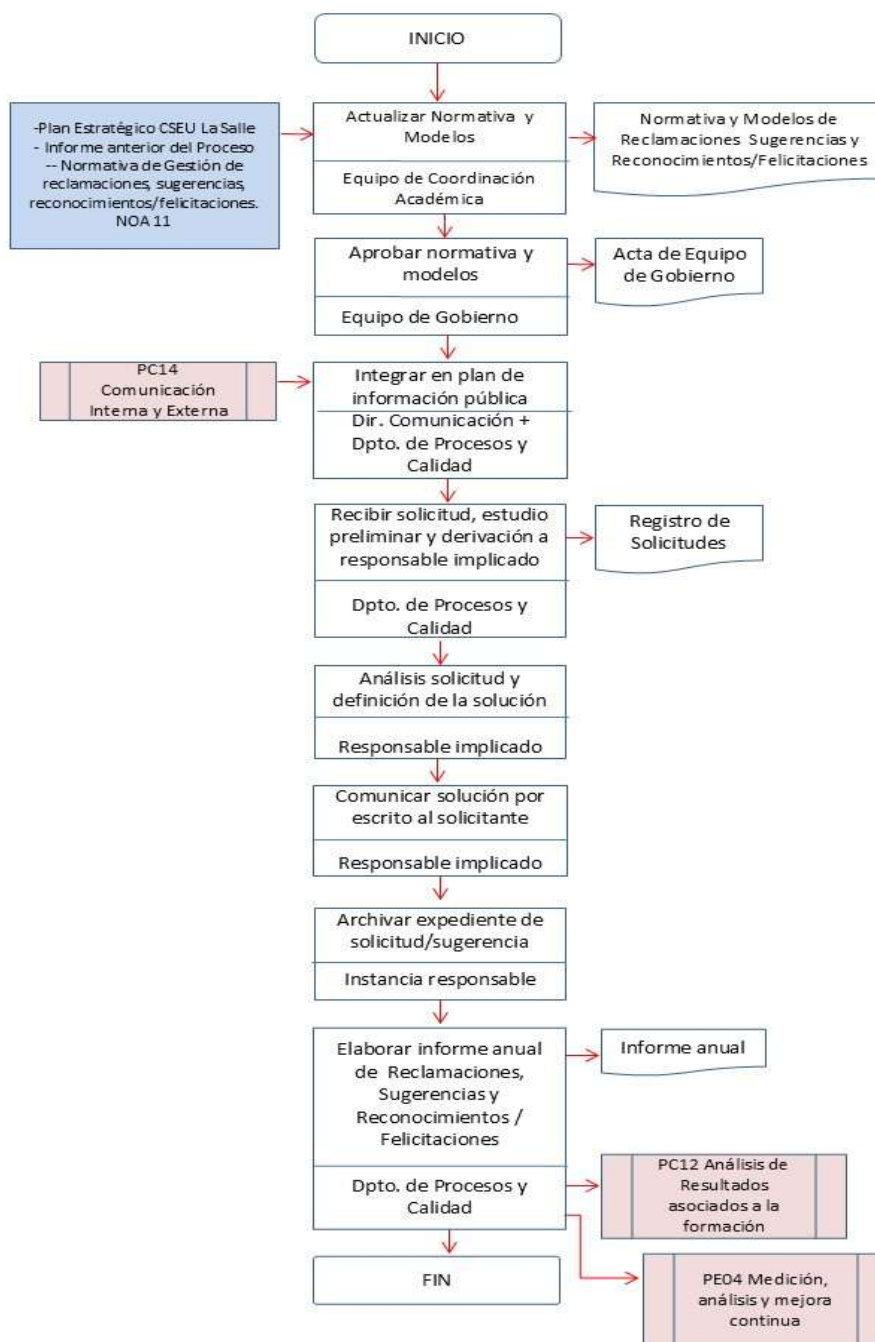 INICIO
-Plan Estratégico CSEU La Salle
- Informe anterior del Proceso
-- Normativa de Gestión de
reclamaciones, sugerencias,
reconocimientos/felicitaciones.
NOA 11
Actualizar Normativa y
Modelos
Equipo de Coordinación
Académica
Normativa y Modelos de
Reclamaciones Sugerencias y
Reconocimientos/Felicitaciones
Aprobar normativa y
modelos
Equipo de Gobierno
Acta de Equipo
de Gobierno
PC14
Comunicación
Interna y Externa
Integrar en plan de
información pública
Dir. Comunicación +
Dpto. de Procesos y
Calidad
Recibir solicitud, estudio
preliminar y derivación a
responsable implicado
Dpto. de Procesos y
Calidad
Registro de
Solicitudes
Análisis solicitud y
definición de la solución
Responsable implicado
Comunicar solución por
escrito al solicitante
Responsable implicado
Archivar expediente de
solicitud/sugerencia
Instancia responsable
Elaborar informe anual
de Reclamaciones,
Sugerencias y
Reconocimientos /
Felicitaciones
Dpto. de Procesos y
Calidad
Informe anual
PC12 Análisis de
Resultados
asociados a la
formación
FIN
PE04 Medición,
análisis y mejora
continua